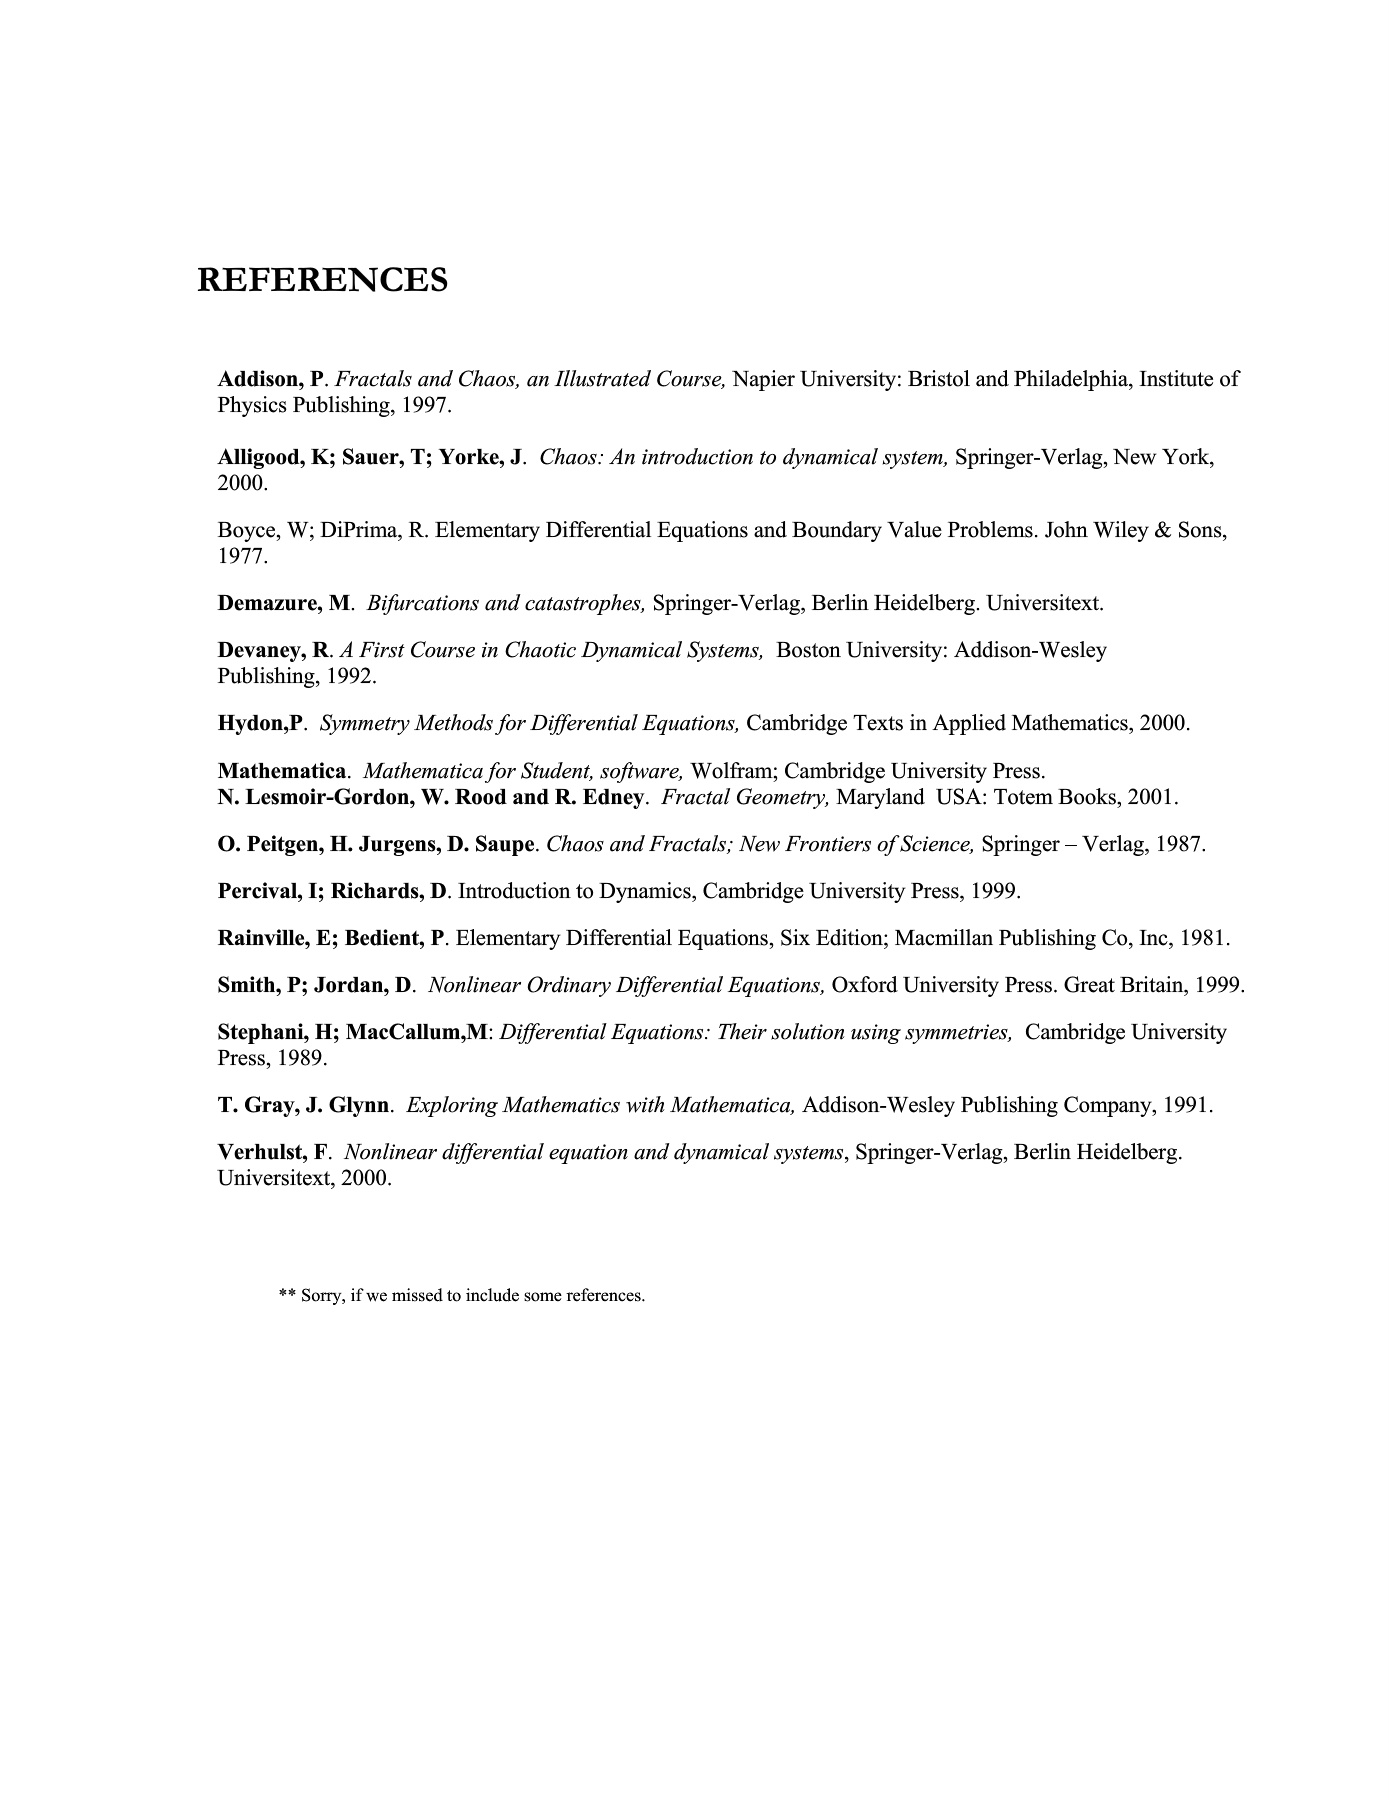 REFERENCES
Addison, P. Fractals and Chaos, an Illustrated Course, Napier University: Bristol and Philadelphia, Institute of
Physics Publishing, 1997.
Alligood, K; Sauer, T; Yorke, J.  Chaos: An introduction to dynamical system, Springer-Verlag, New York,
2000.
Boyce, W; DiPrima, R. Elementary Differential Equations and Boundary Value Problems. John Wiley & Sons,
1977.
Demazure, M.  Bifurcations and catastrophes, Springer-Verlag, Berlin Heidelberg. Universitext.
Devaney, R. A First Course in Chaotic Dynamical Systems,  Boston University: Addison-Wesley
Publishing, 1992.
Hydon,P.  Symmetry Methods for Differential Equations, Cambridge Texts in Applied Mathematics, 2000.
Mathematica.  Mathematica for Student, software, Wolfram; Cambridge University Press.
N. Lesmoir-Gordon, W. Rood and R. Edney.  Fractal Geometry, Maryland  USA: Totem Books, 2001.
O. Peitgen, H. Jurgens, D. Saupe. Chaos and Fractals; New Frontiers of Science, Springer – Verlag, 1987.
Percival, I; Richards, D. Introduction to Dynamics, Cambridge University Press, 1999.
Rainville, E; Bedient, P. Elementary Differential Equations, Six Edition; Macmillan Publishing Co, Inc, 1981.
Smith, P; Jordan, D.  Nonlinear Ordinary Differential Equations, Oxford University Press. Great Britain, 1999.
Stephani, H; MacCallum,M: Differential Equations: Their solution using symmetries,  Cambridge University
Press, 1989.
T. Gray, J. Glynn.  Exploring Mathematics with Mathematica, Addison-Wesley Publishing Company, 1991.
Verhulst, F.  Nonlinear differential equation and dynamical systems, Springer-Verlag, Berlin Heidelberg.
Universitext, 2000.
** Sorry, if we missed to include some references.